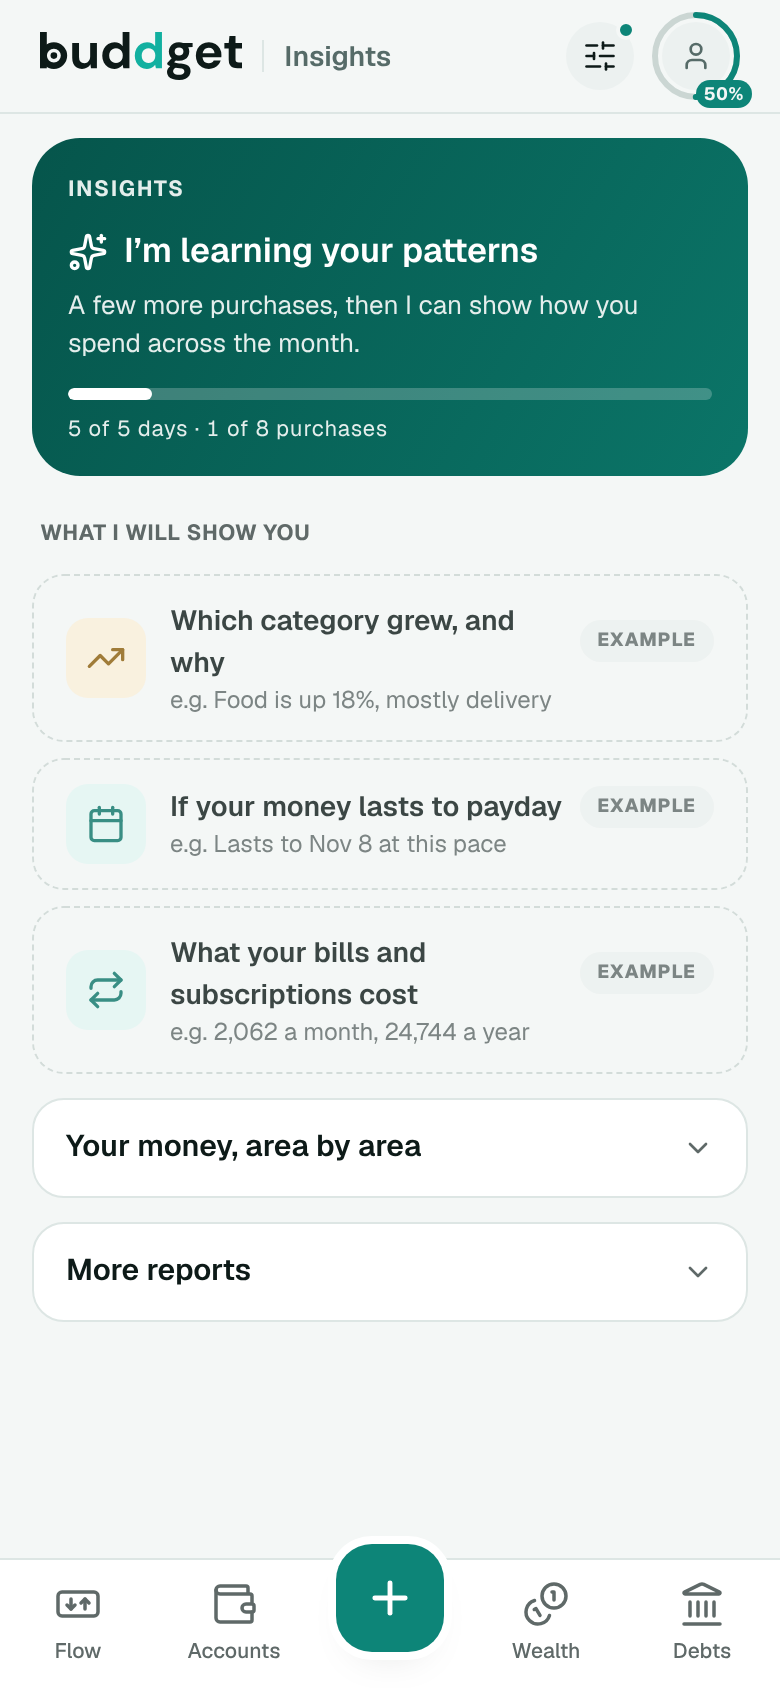 buddget
Insights
50%
INSIGHTS
I’m learning your patterns
A few more purchases, then I can show how you
spend across the month.
5 of 5 days · 1 of 8 purchases
WHAT I WILL SHOW YOU
Which category grew, and
why
e.g. Food is up 18%, mostly delivery
EXAMPLE
If your money lasts to payday
e.g. Lasts to Nov 8 at this pace
EXAMPLE
What your bills and
subscriptions cost
e.g. 2,062 a month, 24,744 a year
EXAMPLE
Your money, area by area
More reports
Flow
Accounts
Wealth
Debts